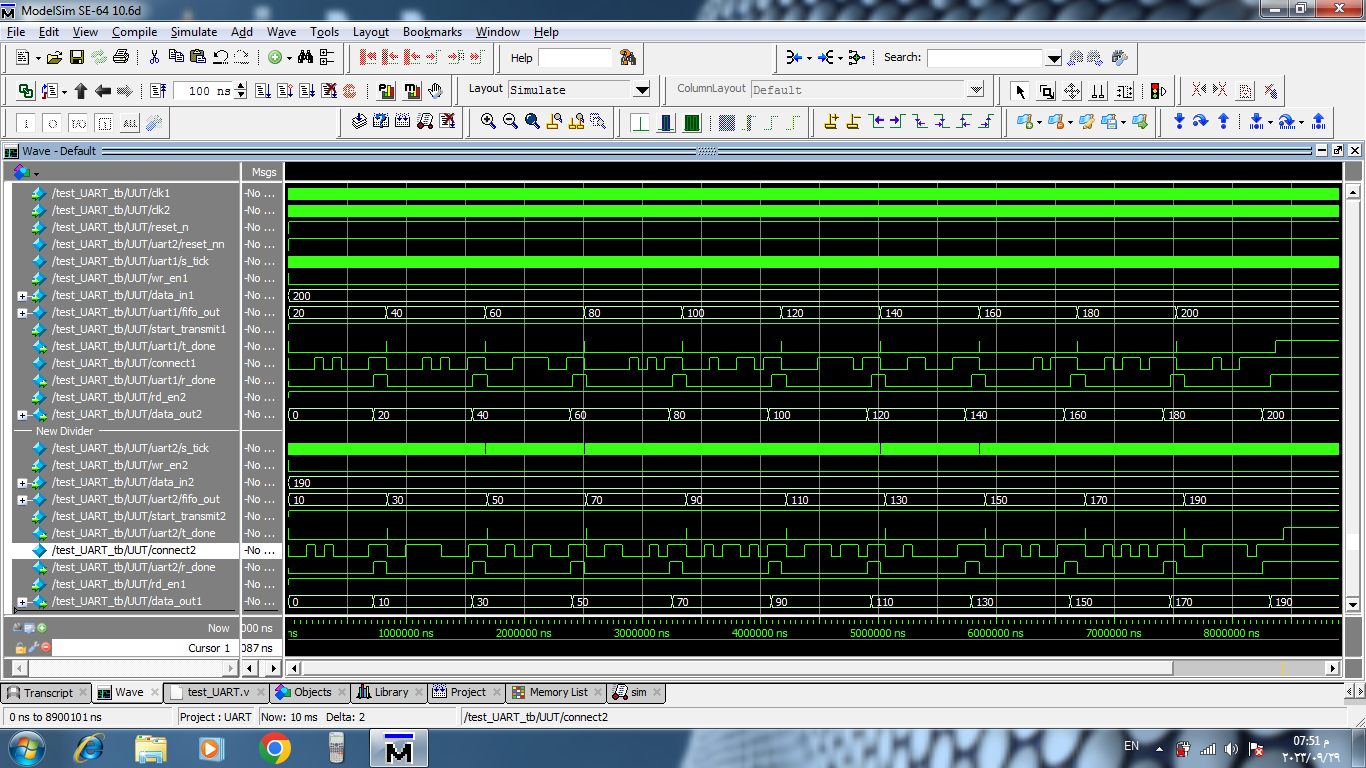 ModelSim SE-64 10.6d
File Edit View Compile Simulate Add Wave Tools Layout Bookmarks Window Help
Help Search:
100 ns Layout Simulate ColumnLayout Default
ALL
Wave - Default
Msgs
/test_UART_tb/UUT/clk1 -No ...
/test_UART_tb/UUT/clk2 -No ...
/test_UART_tb/UUT/reset_n -No ...
/test_UART_tb/UUT/uart2/reset_nn -No ...
/test_UART_tb/UUT/uart1/s_tick -No ...
/test_UART_tb/UUT/wr_en1 -No ...
/test_UART_tb/UUT/data_in1 -No ... 200
/test_UART_tb/UUT/uart1/fifo_out -No ... 20 40 60 80 100 120 140 160 180 200
/test_UART_tb/UUT/start_transmit1 -No ...
/test_UART_tb/UUT/uart1/t_done -No ...
/test_UART_tb/UUT/connect1 -No ...
/test_UART_tb/UUT/uart1/r_done -No ...
/test_UART_tb/UUT/rd_en2 -No ...
/test_UART_tb/UUT/data_out2 -No ... 0 20 40 60 80 100 120 140 160 180 200
New Divider
/test_UART_tb/UUT/uart2/s_tick -No ...
/test_UART_tb/UUT/wr_en2 -No ...
/test_UART_tb/UUT/data_in2 -No ... 190
/test_UART_tb/UUT/uart2/fifo_out -No ... 10 30 50 70 90 110 130 150 170 190
/test_UART_tb/UUT/start_transmit2 -No ...
/test_UART_tb/UUT/uart2/t_done -No ...
/test_UART_tb/UUT/connect2 -No ...
/test_UART_tb/UUT/uart2/r_done -No ...
/test_UART_tb/UUT/rd_en1 -No ...
/test_UART_tb/UUT/data_out1 -No ... 0 10 30 50 70 90 110 130 150 170 190
Now 000 ns ns 1000000 ns 2000000 ns 3000000 ns 4000000 ns 5000000 ns 6000000 ns 7000000 ns 8000000 ns
Cursor 1 087 ns
Transcript Wave test_UART.v Objects Library Project Memory List sim
0 ns to 8900101 ns Project : UART Now: 10 ms Delta: 2 /test_UART_tb/UUT/connect2
EN 07:51 م
٢٠٢٣/٠٩/٢٩